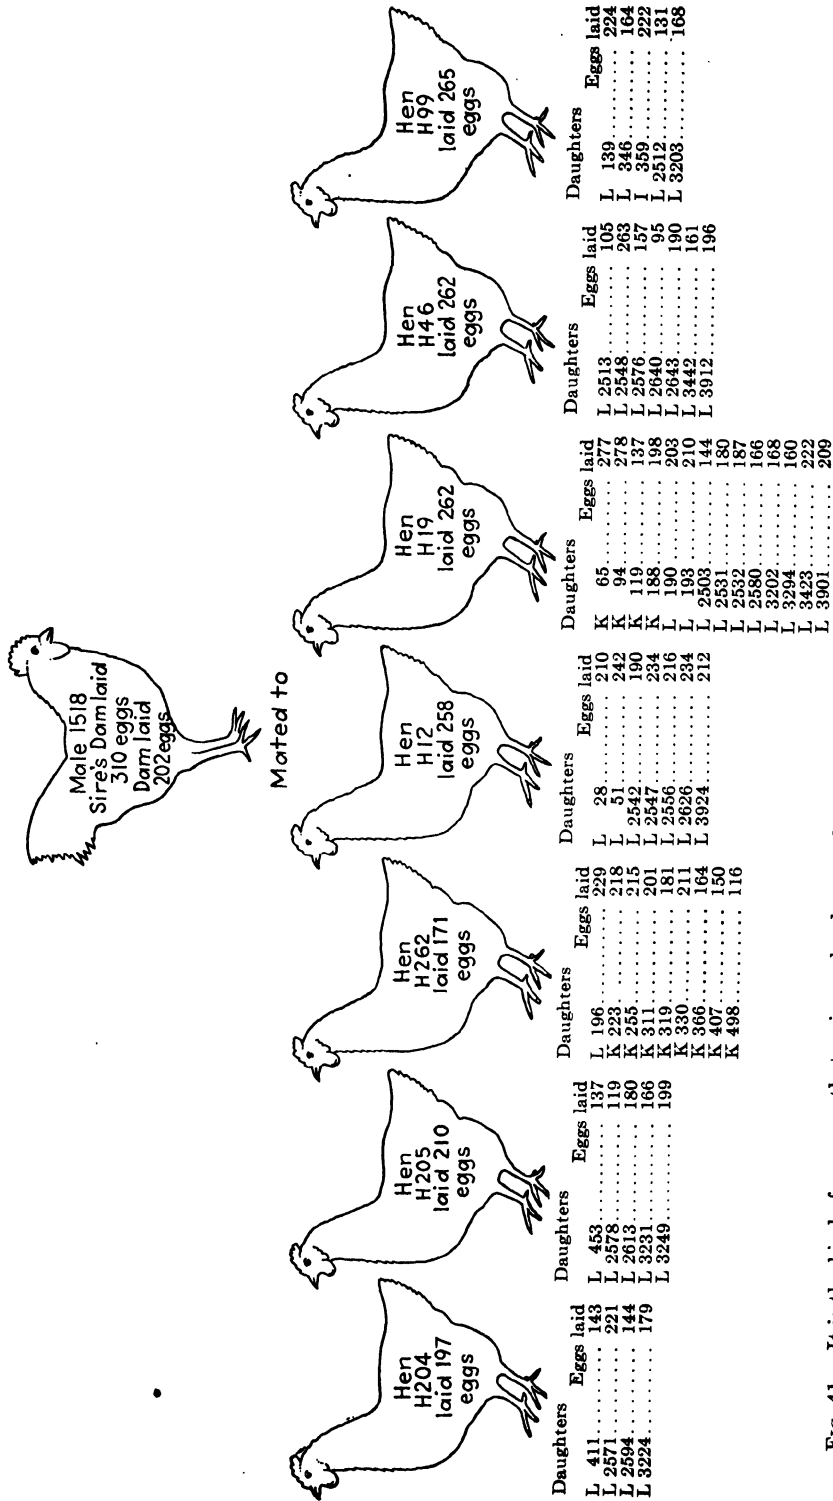 Male 1518
Sire's Dam laid
310 eggs
Dam laid
202 eggs
Mated to
Hen
H204
laid 197
eggs
Daughters
Eggs laid
L 411........ 143
L 2571........ 221
L 2594........ 144
L 3224........ 179
Hen
H205
laid 210
eggs
Daughters
Eggs laid
L 453........ 137
L 2578........ 119
L 2613........ 180
L 3231........ 166
L 3249........ 199
Hen
H262
laid 171
eggs
Daughters
Eggs laid
L 196........ 229
K 223........ 218
K 255........ 215
K 311........ 201
K 319........ 181
K 330........ 211
K 366........ 164
K 407........ 150
K 498........ 116
Hen
H12
laid 258
eggs
Daughters
Eggs laid
L 28........ 210
L 51........ 242
L 2542........ 190
L 2547........ 234
L 2556........ 216
L 2626........ 234
L 3924........ 212
Hen
H19
laid 262
eggs
Daughters
Eggs laid
K 65........ 277
K 94........ 278
K 119........ 137
K 188........ 198
L 190........ 203
L 193........ 210
L 2503........ 144
L 2531........ 180
L 2532........ 187
L 2580........ 166
L 3202........ 168
L 3294........ 160
L 3423........ 222
L 3901........ 209
Hen
H46
laid 262
eggs
Daughters
Eggs laid
L 2513........ 105
L 2548........ 263
L 2576........ 157
L 2640........ 95
L 2643........ 190
L 3442........ 161
L 3912........ 196
Hen
H99
laid 265
eggs
Daughters
Eggs laid
L 139........ 224
L 346........ 164
I 359........ 222
L 2512........ 131
L 3203........ 168